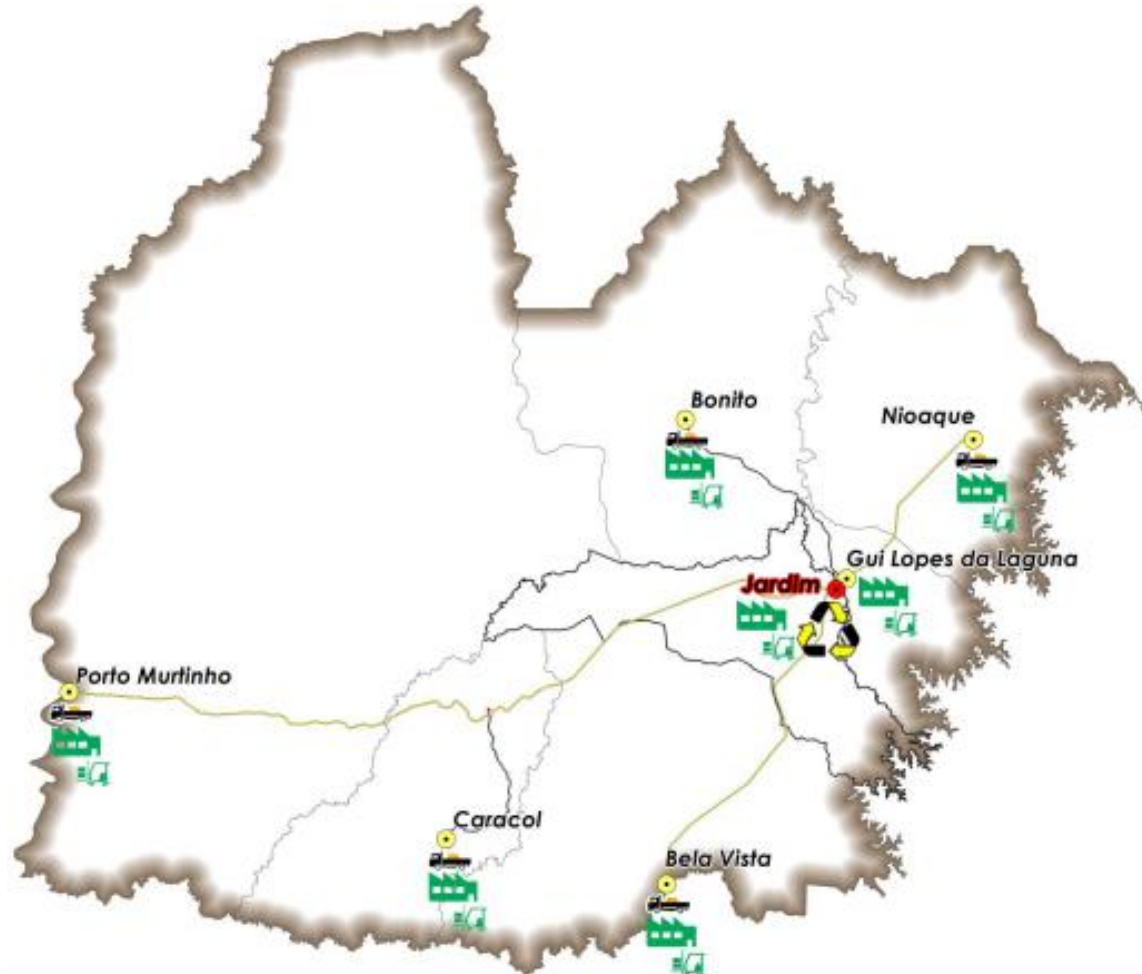 Bonito
Nioaque
Gui Lopes da Laguna
Jardim
Porto Murtinho
Caracol
Bela Vista